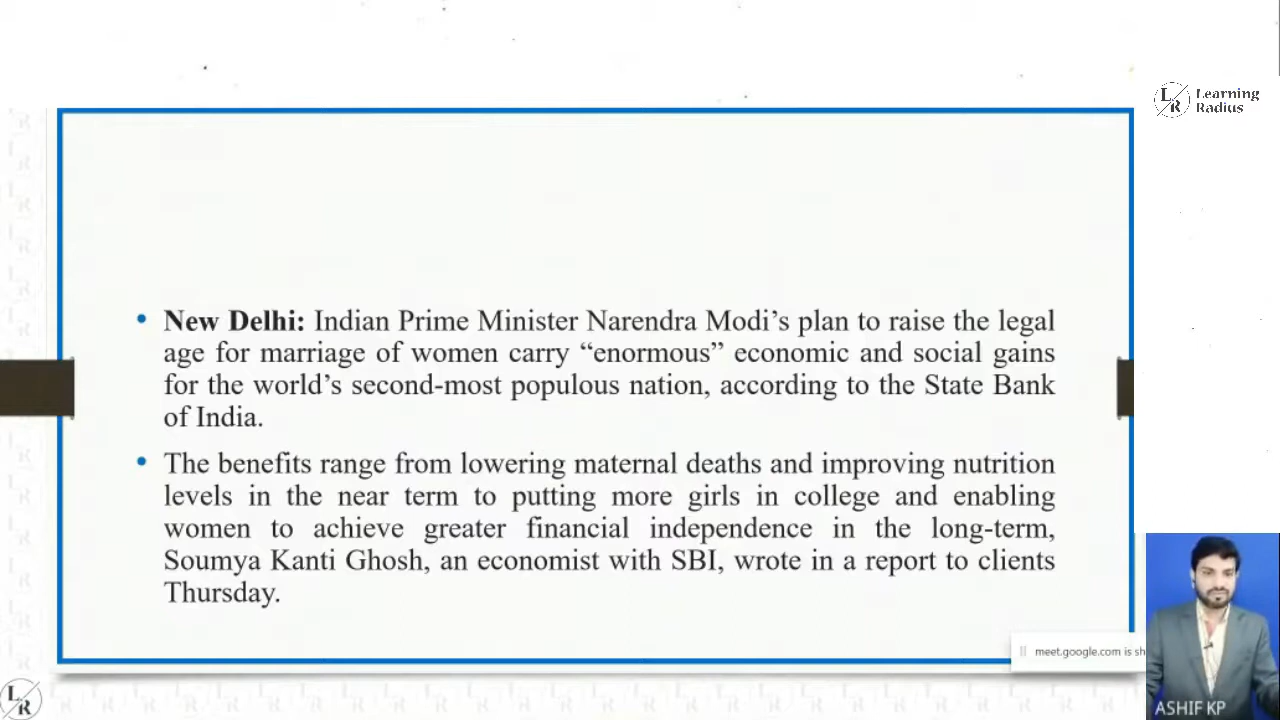 L R Learning
Radius
• New Delhi: Indian Prime Minister Narendra Modi’s plan to raise the legal
age for marriage of women carry “enormous” economic and social gains
for the world’s second-most populous nation, according to the State Bank
of India.
• The benefits range from lowering maternal deaths and improving nutrition
levels in the near term to putting more girls in college and enabling
women to achieve greater financial independence in the long-term,
Soumya Kanti Ghosh, an economist with SBI, wrote in a report to clients
Thursday.
meet.google.com is sh
L R
ASHIF KP